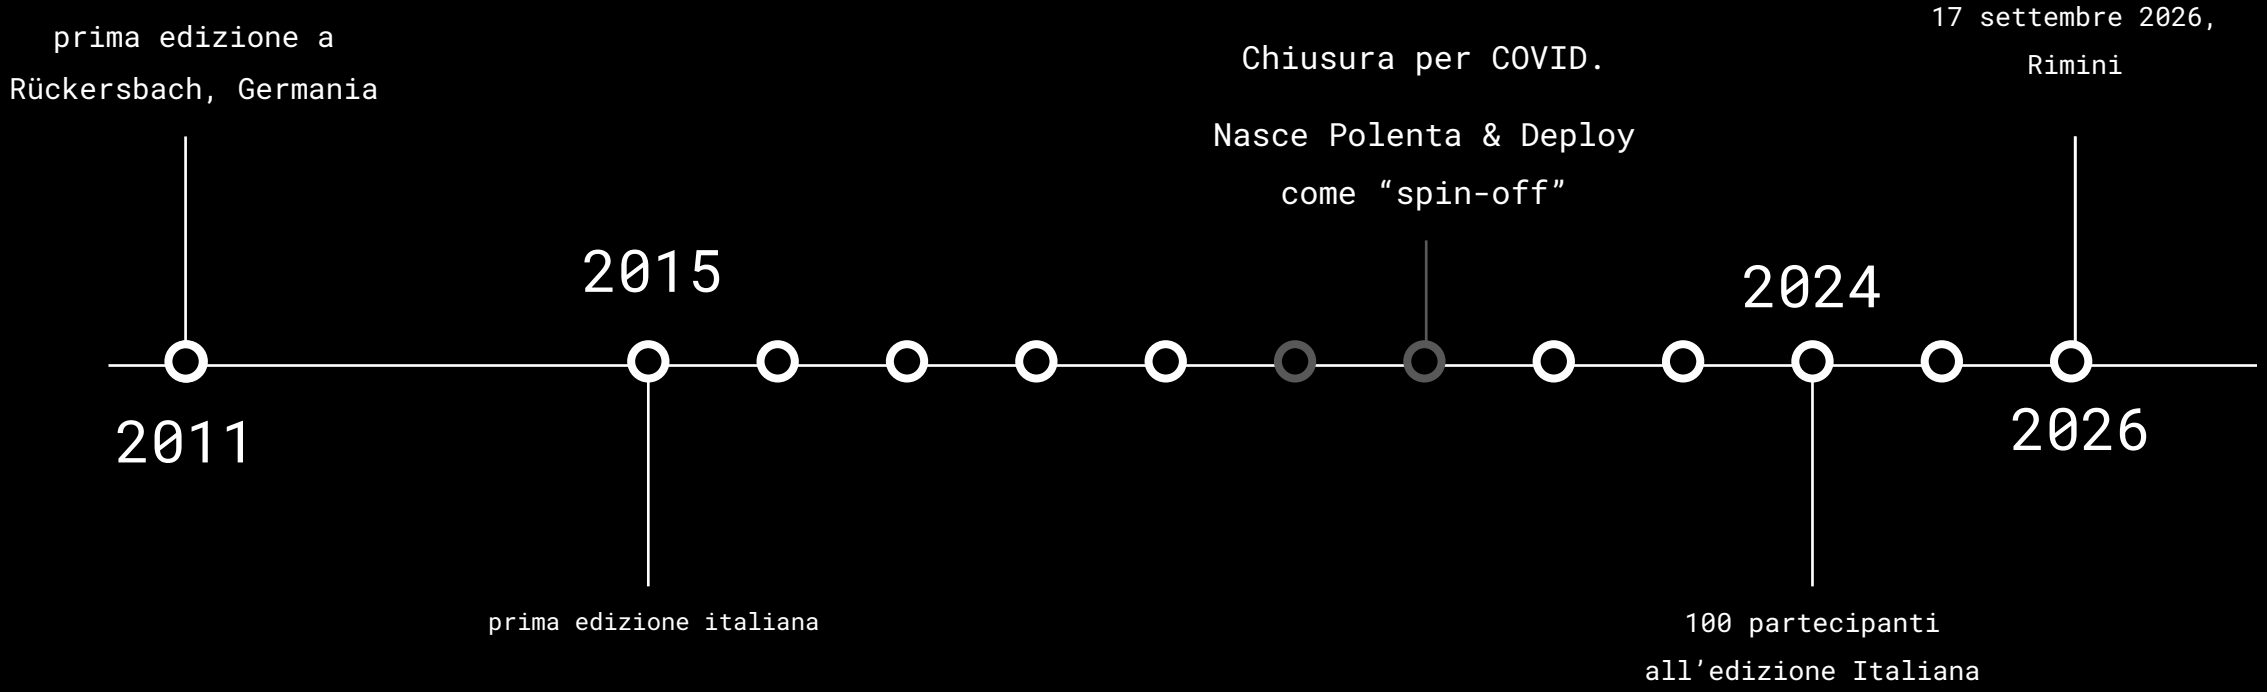 prima edizione a
Rückersbach, Germania
2011
2015
prima edizione italiana
Chiusura per COVID.
Nasce Polenta & Deploy
come “spin-off”
2024
100 partecipanti
all’edizione Italiana
17 settembre 2026,
Rimini
2026